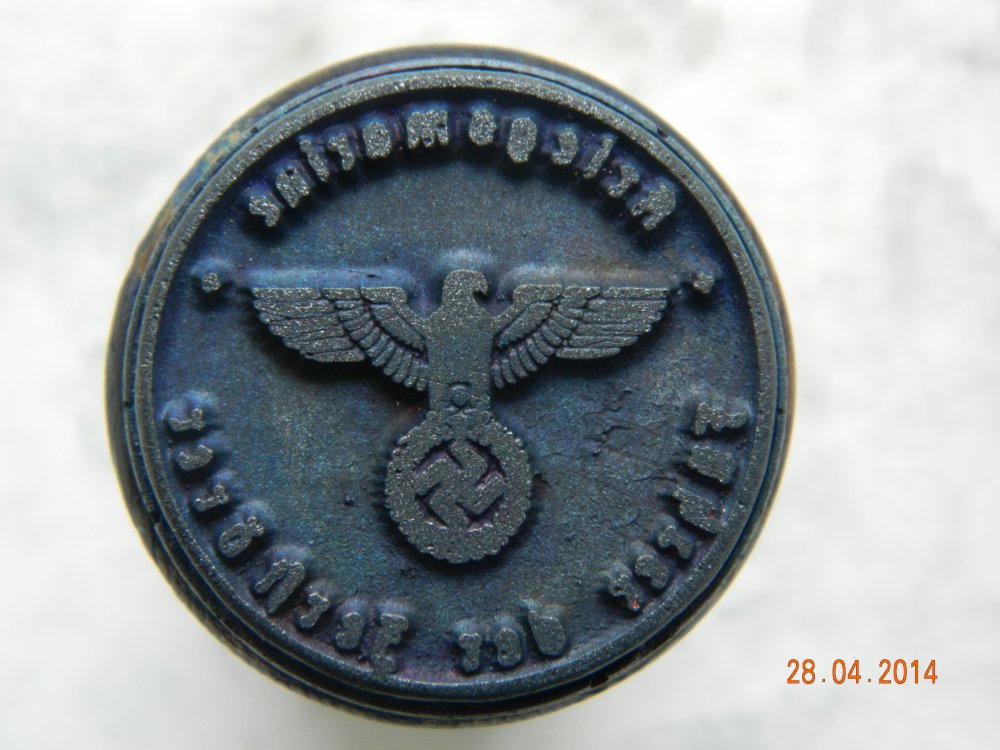 Kriegsmarine
Führer der Zerstörer
28.04.2014